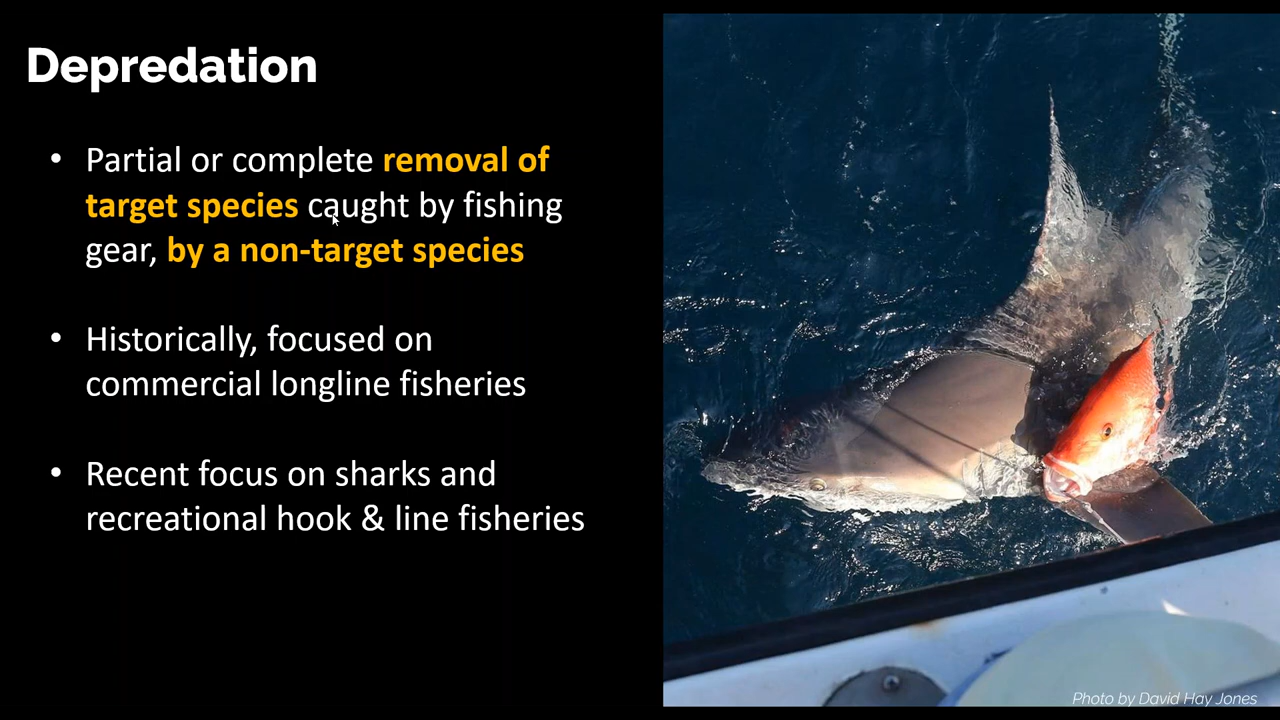 Depredation
• Partial or complete removal of
target species caught by fishing
gear, by a non-target species
• Historically, focused on
commercial longline fisheries
• Recent focus on sharks and
recreational hook & line fisheries
Photo by David Hay Jones